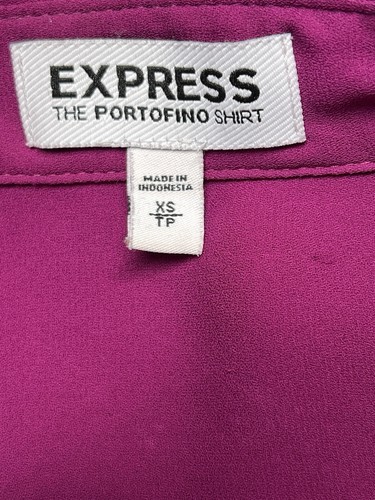 EXPRESS
THE PORTOFINO SHIRT
MADE IN
INDONESIA
XS
TP